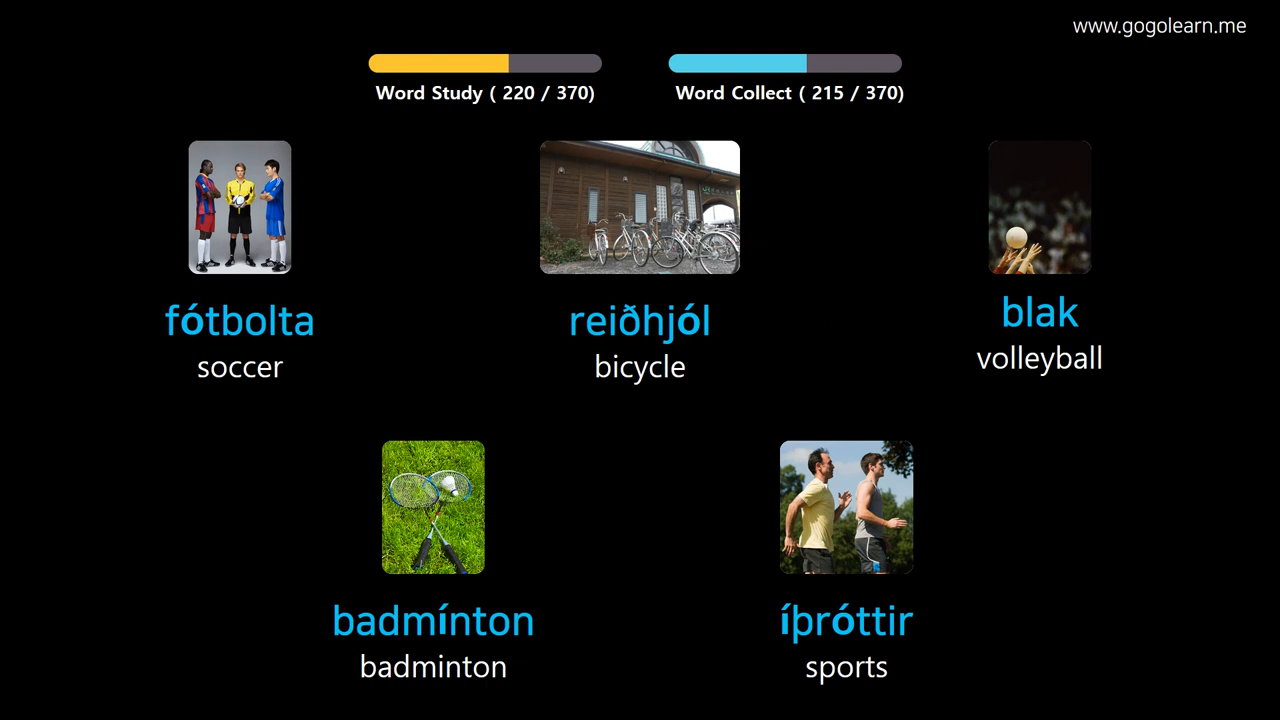 www.gogolearn.me
Word Study ( 220 / 370)
Word Collect ( 215 / 370)
fótbolta
soccer
reiðhjól
bicycle
blak
volleyball
badmínton
badminton
íþróttir
sports